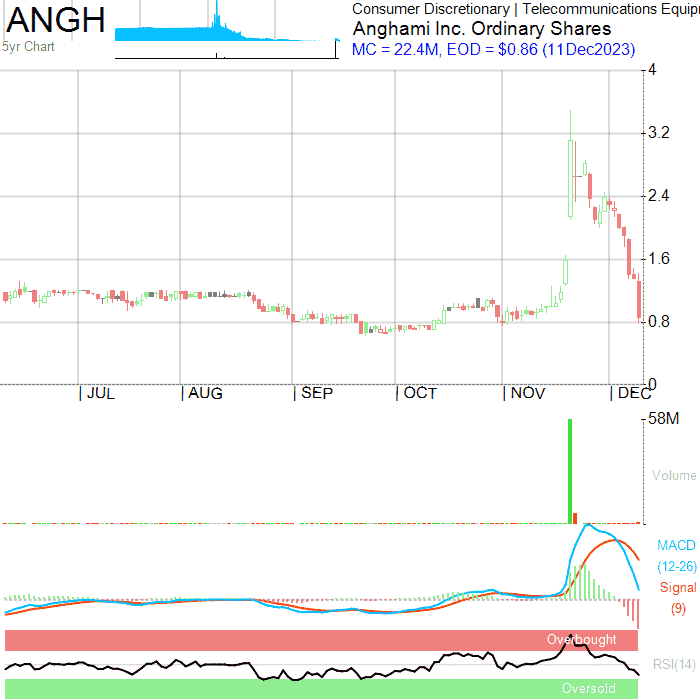 ANGH
5yr Chart
Consumer Discretionary | Telecommunications Equip
Anghami Inc. Ordinary Shares
MC = 22.4M, EOD = $0.86 (11Dec2023)
4
3.2
2.4
1.6
0.8
0
| JUL | AUG | SEP | OCT | NOV | DEC
58M
Volume
MACD
(12-26)
Signal
(9)
Overbought
RSI(14)
Oversold